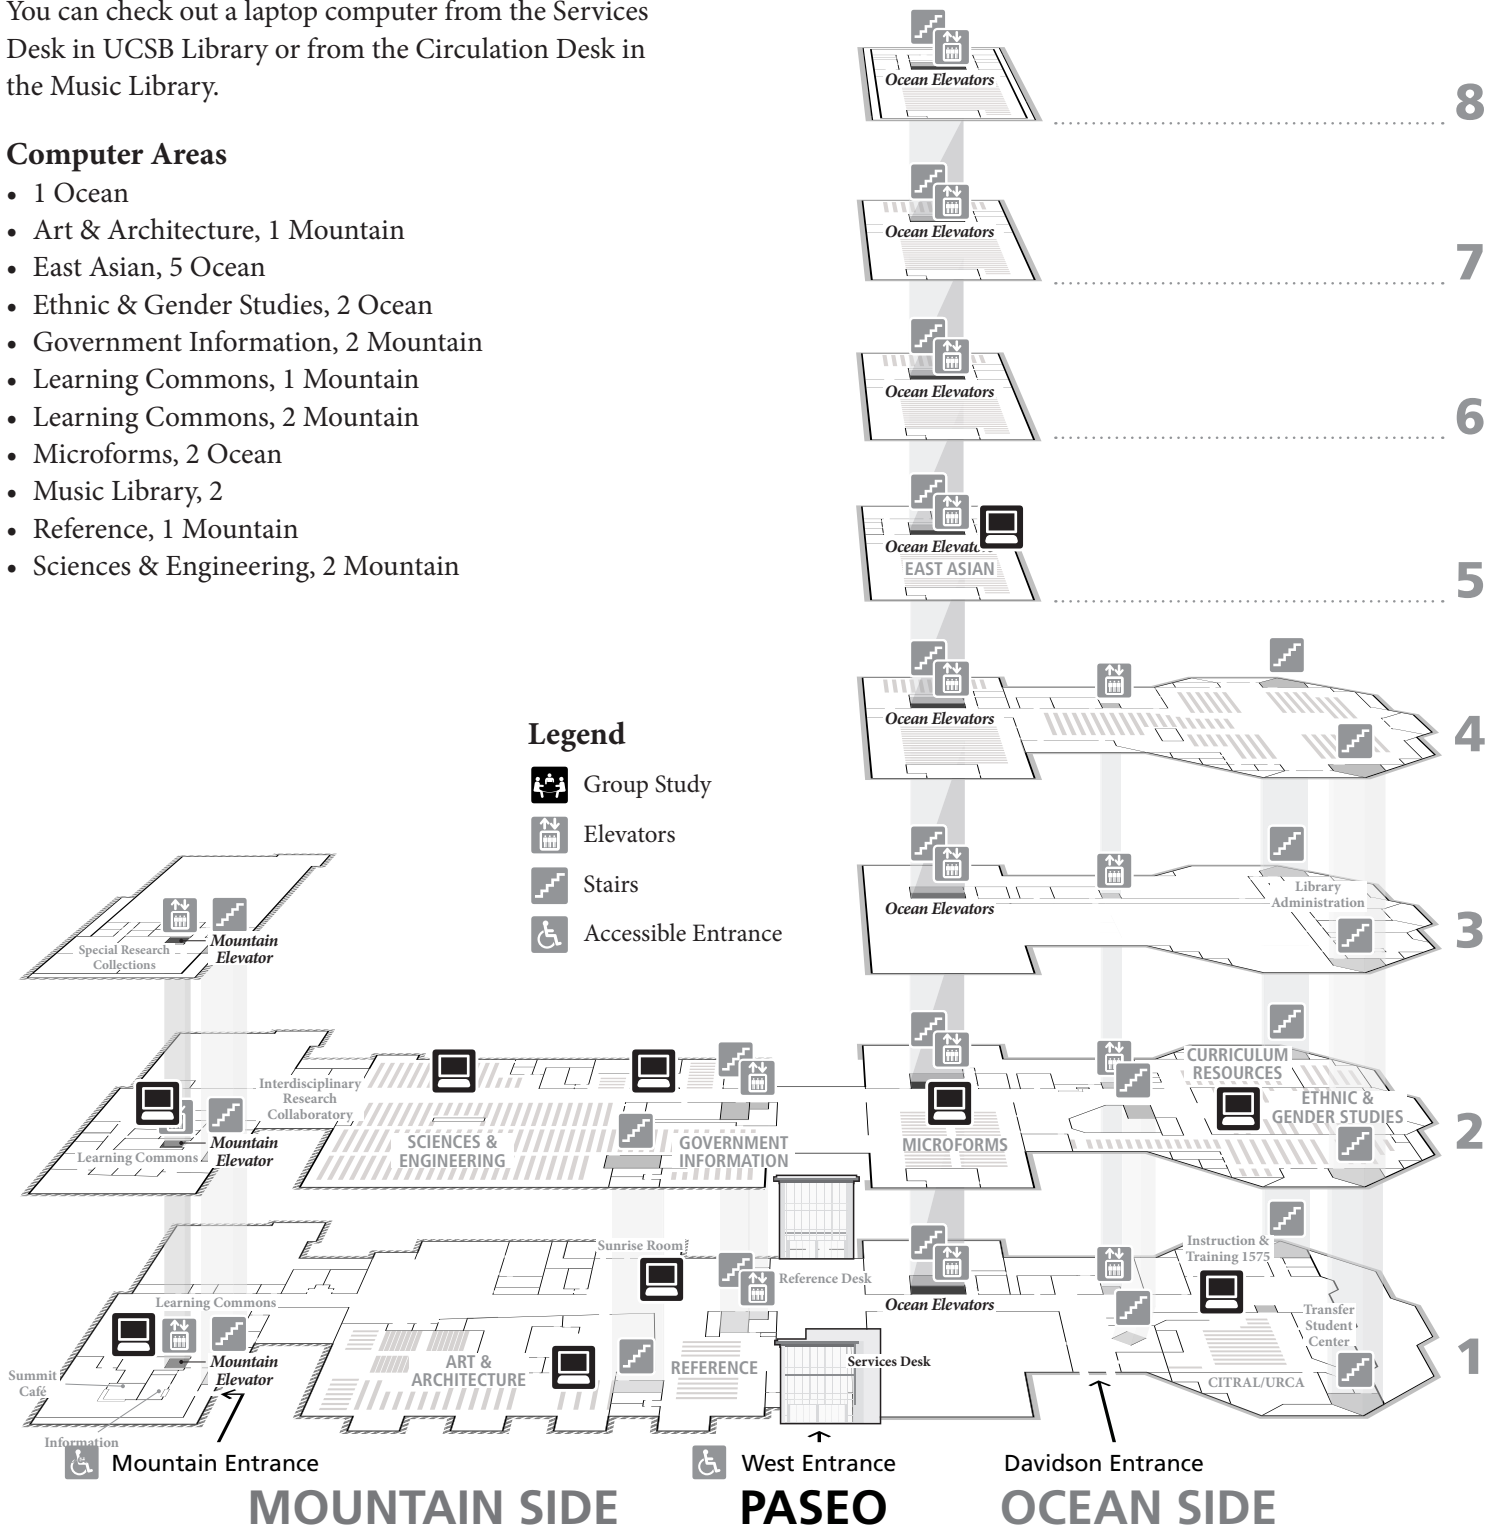 You can check out a laptop computer from the Services
Desk in UCSB Library or from the Circulation Desk in
the Music Library.
Computer Areas
• 1 Ocean
• Art & Architecture, 1 Mountain
• East Asian, 5 Ocean
• Ethnic & Gender Studies, 2 Ocean
• Government Information, 2 Mountain
• Learning Commons, 1 Mountain
• Learning Commons, 2 Mountain
• Microforms, 2 Ocean
• Music Library, 2
• Reference, 1 Mountain
• Sciences & Engineering, 2 Mountain
Legend
Group Study
Elevators
Stairs
Accessible Entrance
Ocean Elevators
8
Ocean Elevators
7
Ocean Elevators
6
Ocean Elevato
EAST ASIAN
5
Ocean Elevators
4
Special Research
Collections
Mountain
Elevator
Ocean Elevators
Library
Administration
3
Learning Commons
Mountain
Elevator
Interdisciplinary
Research
Collaboratory
SCIENCES &
ENGINEERING
GOVERNMENT
INFORMATION
MICROFORMS
CURRICULUM
RESOURCES
ETHNIC &
GENDER STUDIES
2
Learning Commons
Summit
Café
Information
Mountain
Elevator
ART &
ARCHITECTURE
Sunrise Room
REFERENCE
Reference Desk
Services Desk
Ocean Elevators
Instruction &
Training 1575
Transfer
Student
Center
CITRAL/URCA
1
Mountain Entrance
West Entrance
Davidson Entrance
MOUNTAIN SIDE
PASEO
OCEAN SIDE